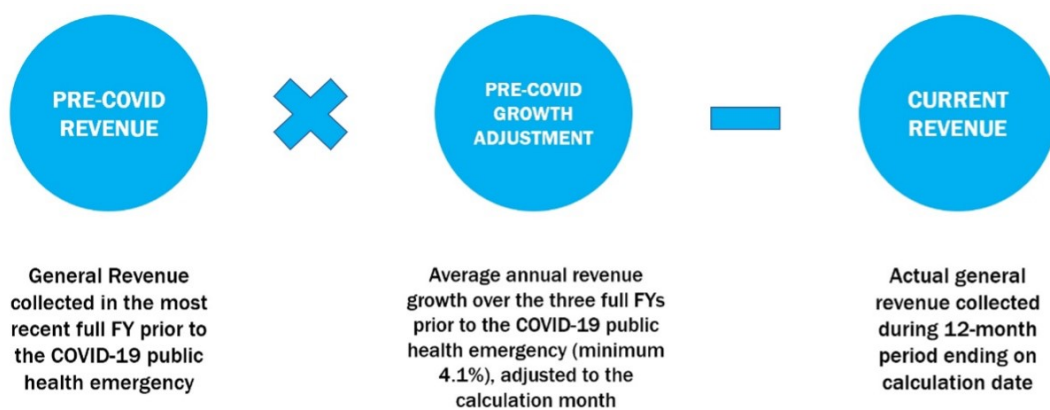 PRE-COVID
REVENUE
PRE-COVID
GROWTH
ADJUSTMENT
CURRENT
REVENUE
General Revenue
collected in the most
recent full FY prior to
the COVID-19 public
health emergency
Average annual revenue
growth over the three full FYs
prior to the COVID-19 public
health emergency (minimum
4.1%), adjusted to the
calculation month
Actual general
revenue collected
during 12-month
period ending on
calculation date